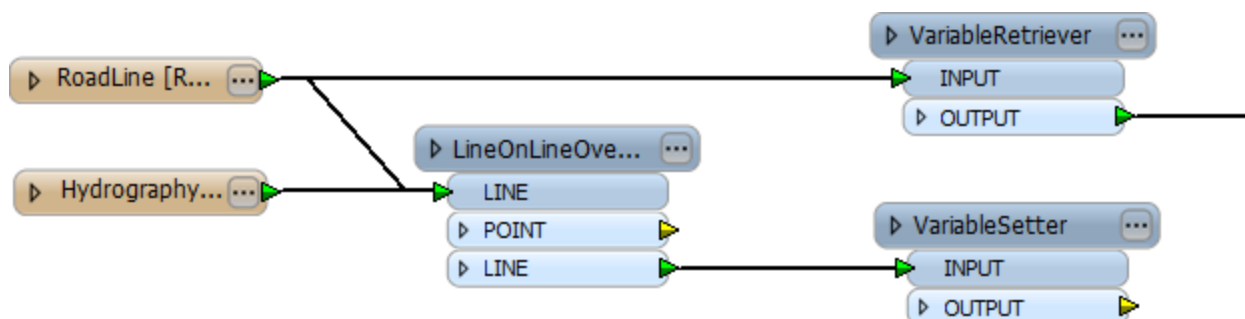 VariableRetriever
RoadLine [R...
INPUT
OUTPUT
LineOnLineOve...
Hydrography...
LINE
POINT
VariableSetter
LINE
INPUT
OUTPUT